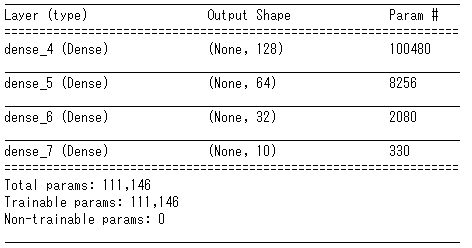 Layer (type) Output Shape Param #
=================================================================
dense_4 (Dense) (None, 128) 100480
dense_5 (Dense) (None, 64) 8256
dense_6 (Dense) (None, 32) 2080
dense_7 (Dense) (None, 10) 330
=================================================================
Total params: 111,146
Trainable params: 111,146
Non-trainable params: 0